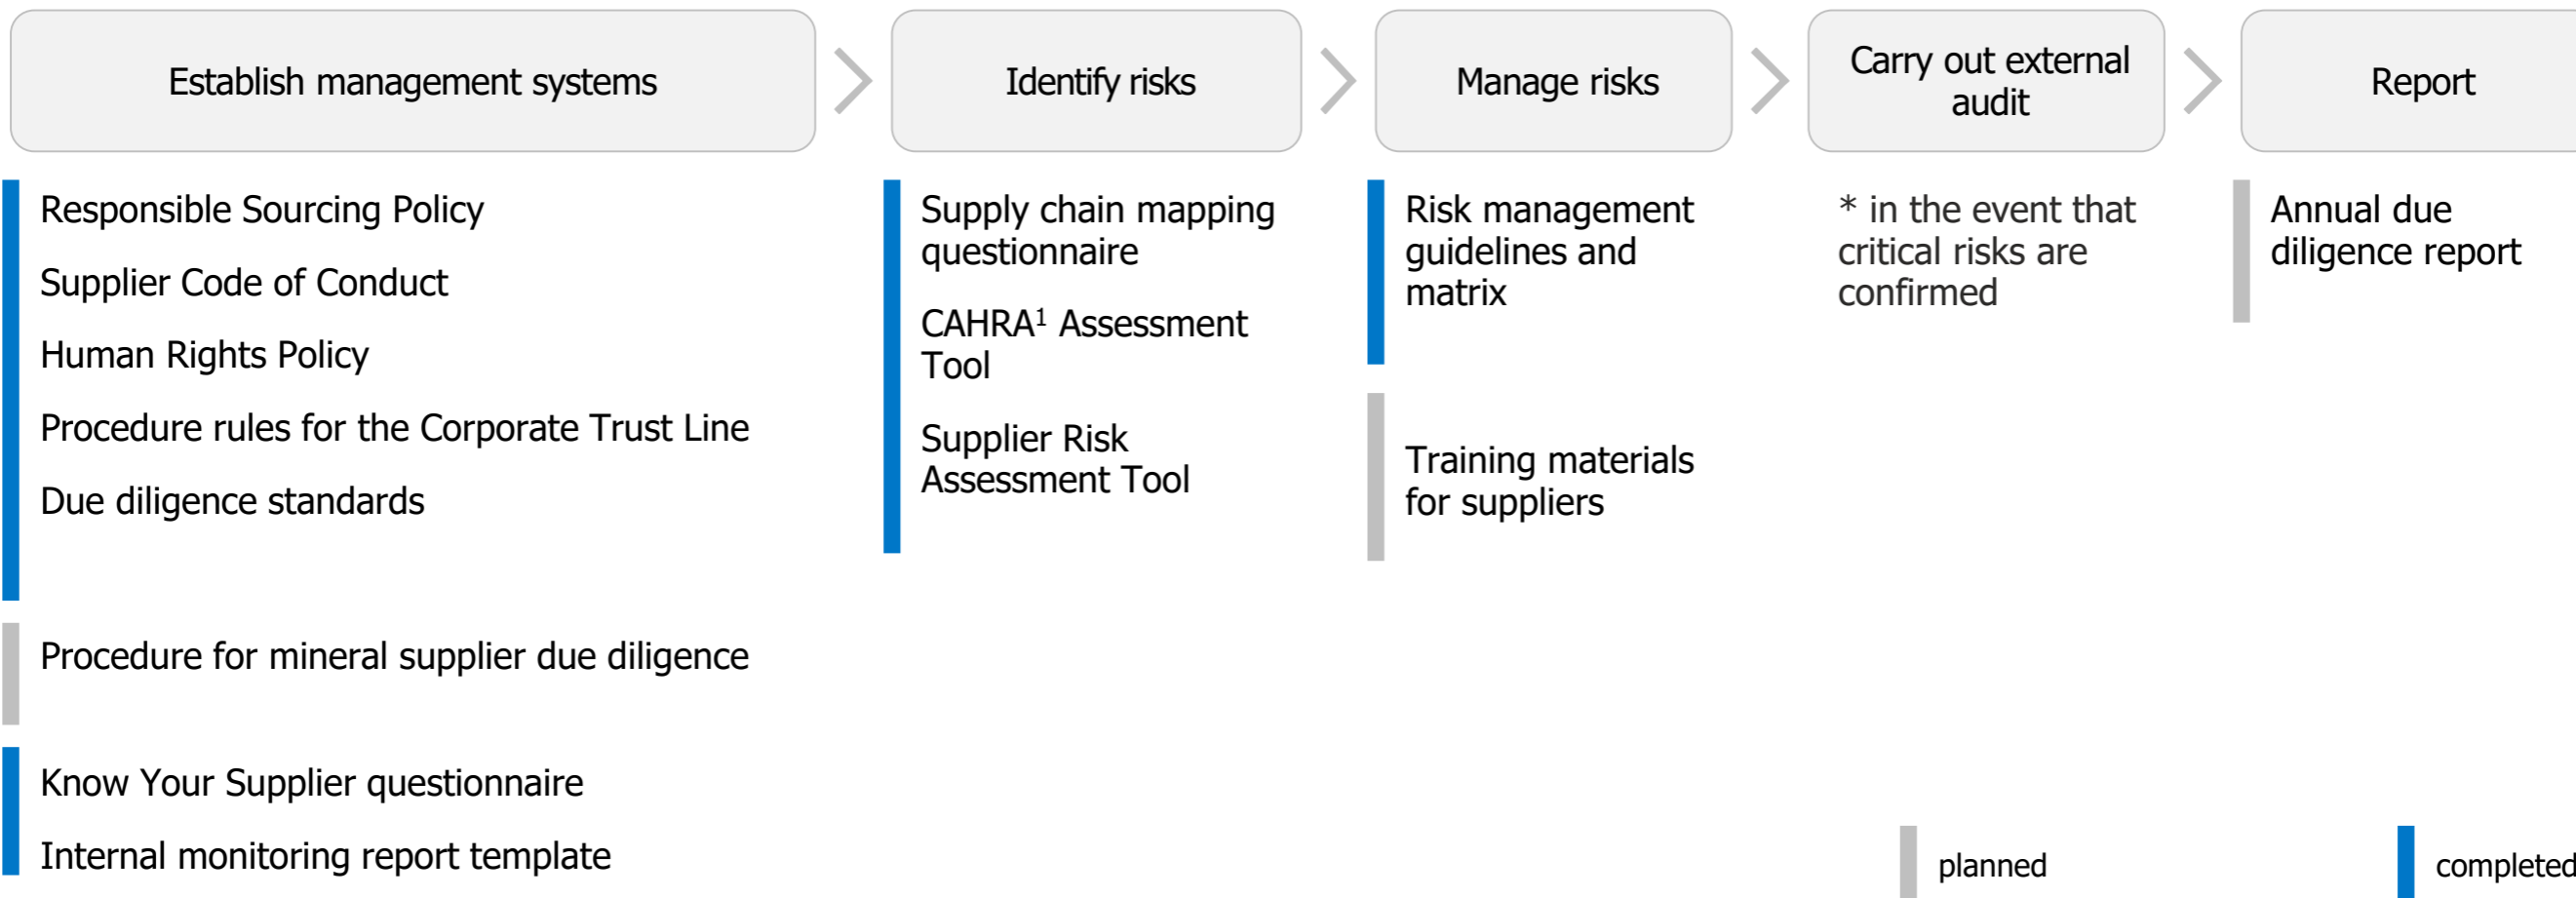 Establish management systems
Identify risks
Manage risks
Carry out external
audit
Report
Responsible Sourcing Policy
Supplier Code of Conduct
Human Rights Policy
Procedure rules for the Corporate Trust Line
Due diligence standards
Procedure for mineral supplier due diligence
Know Your Supplier questionnaire
Internal monitoring report template
Supply chain mapping
questionnaire
CAHRA¹ Assessment
Tool
Supplier Risk
Assessment Tool
Risk management
guidelines and
matrix
Training materials
for suppliers
* in the event that
critical risks are
confirmed
Annual due
diligence report
planned
completed